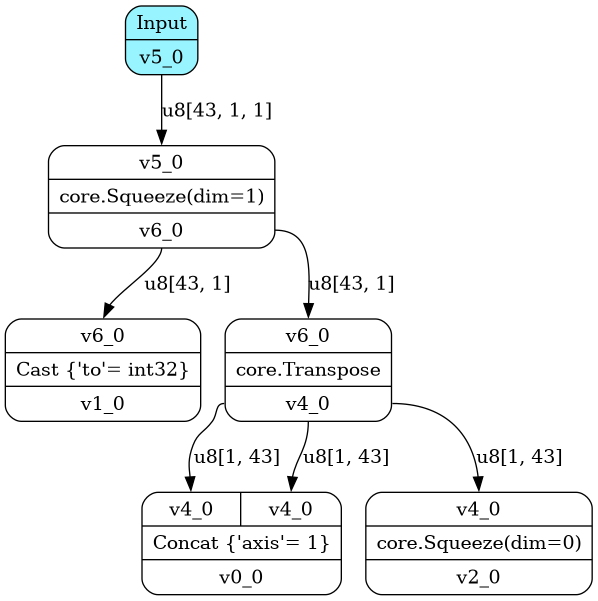 Input
v5_0
u8[43, 1, 1]
v5_0
core.Squeeze(dim=1)
v6_0
u8[43, 1]
u8[43, 1]
v6_0
Cast {'to'= int32}
v1_0
v6_0
core.Transpose
v4_0
u8[1, 43]
u8[1, 43]
u8[1, 43]
v4_0
v4_0
Concat {'axis'= 1}
v0_0
v4_0
core.Squeeze(dim=0)
v2_0